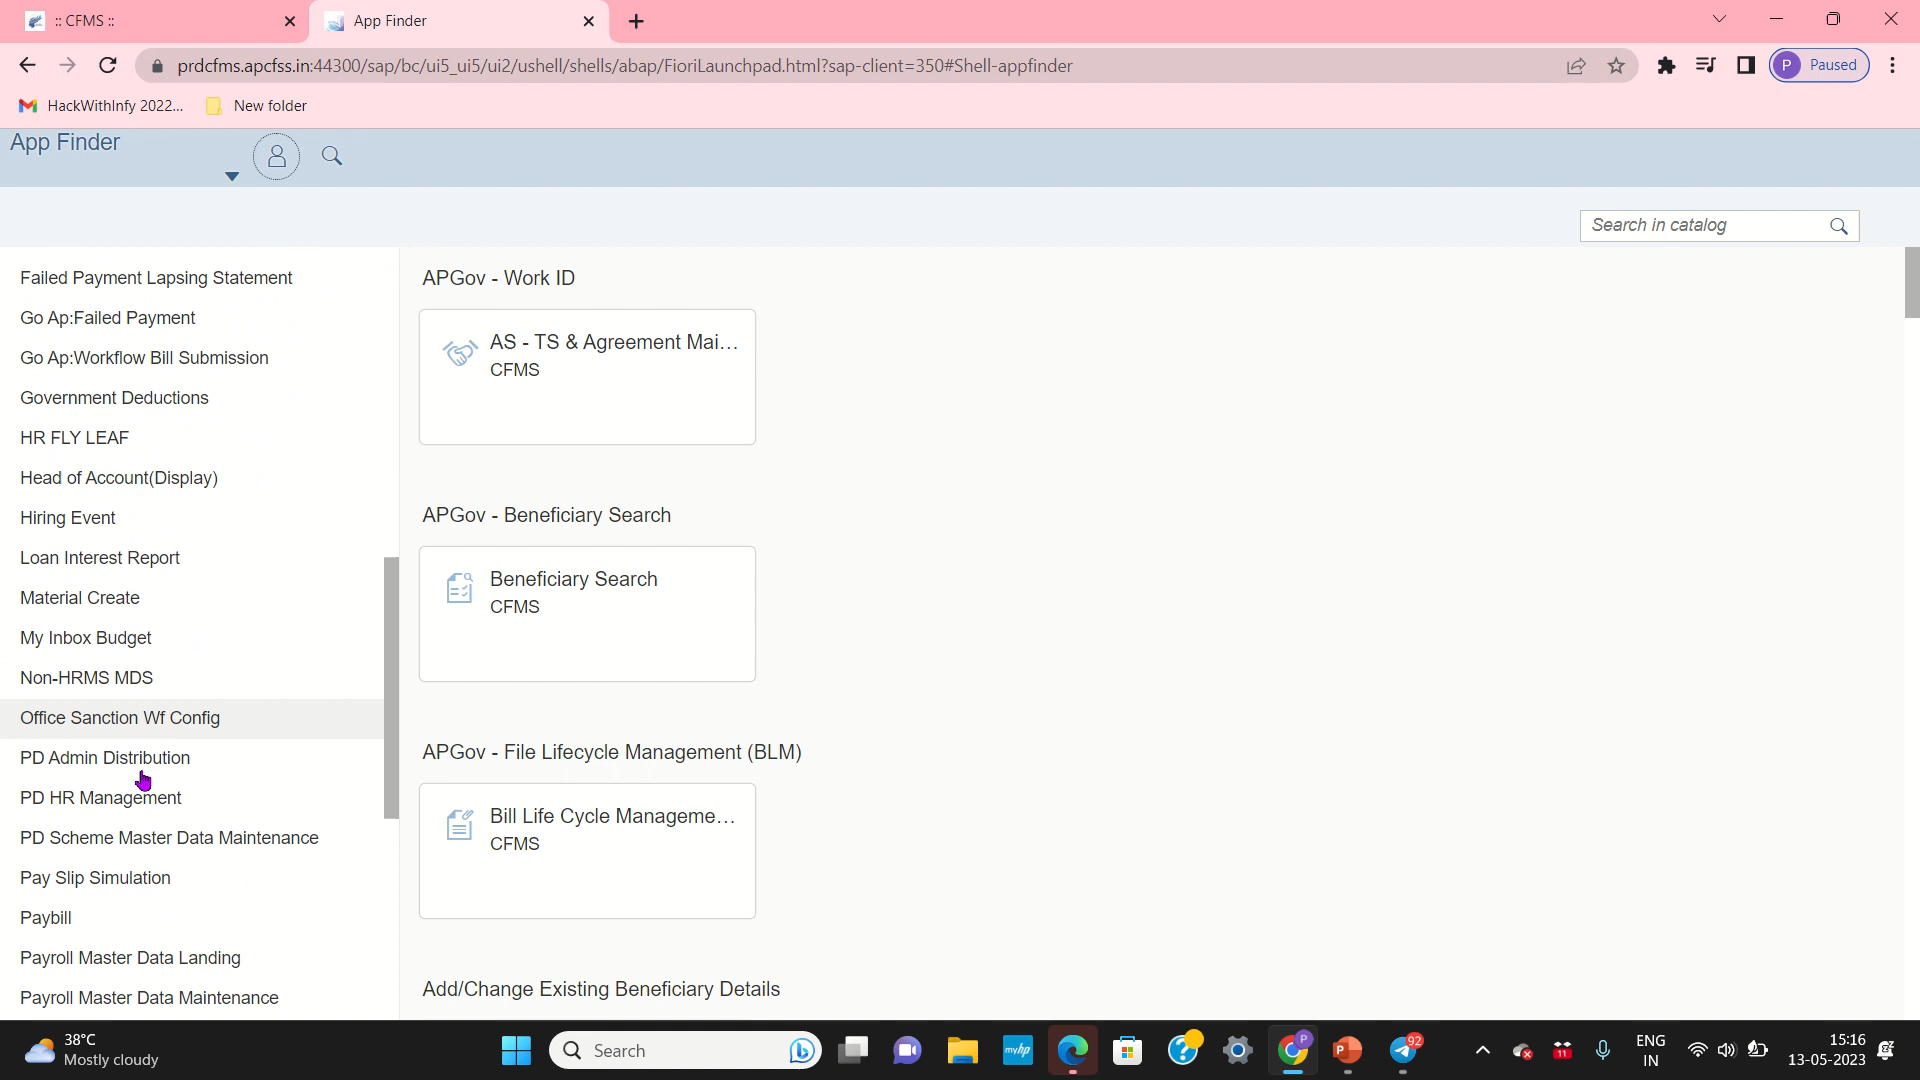 :: CFMS ::
App Finder
prdcfms.apcfss.in:44300/sap/bc/ui5_ui5/ui2/ushell/shells/abap/FioriLaunchpad.html?sap-client=350#Shell-appfinder
P
Paused
HackWithInfy 2022...
New folder
App Finder
Search in catalog
Failed Payment Lapsing Statement
Go Ap:Failed Payment
Go Ap:Workflow Bill Submission
Government Deductions
HR FLY LEAF
Head of Account(Display)
Hiring Event
Loan Interest Report
Material Create
My Inbox Budget
Non-HRMS MDS
Office Sanction Wf Config
PD Admin Distribution
PD HR Management
PD Scheme Master Data Maintenance
Pay Slip Simulation
Paybill
Payroll Master Data Landing
Payroll Master Data Maintenance
APGov - Work ID
AS - TS & Agreement Mai...
CFMS
APGov - Beneficiary Search
Beneficiary Search
CFMS
APGov - File Lifecycle Management (BLM)
Bill Life Cycle Manageme...
CFMS
Add/Change Existing Beneficiary Details
38°C
Mostly cloudy
Search
myhp
P
P
92
11
ENG
IN
15:16
13-05-2023